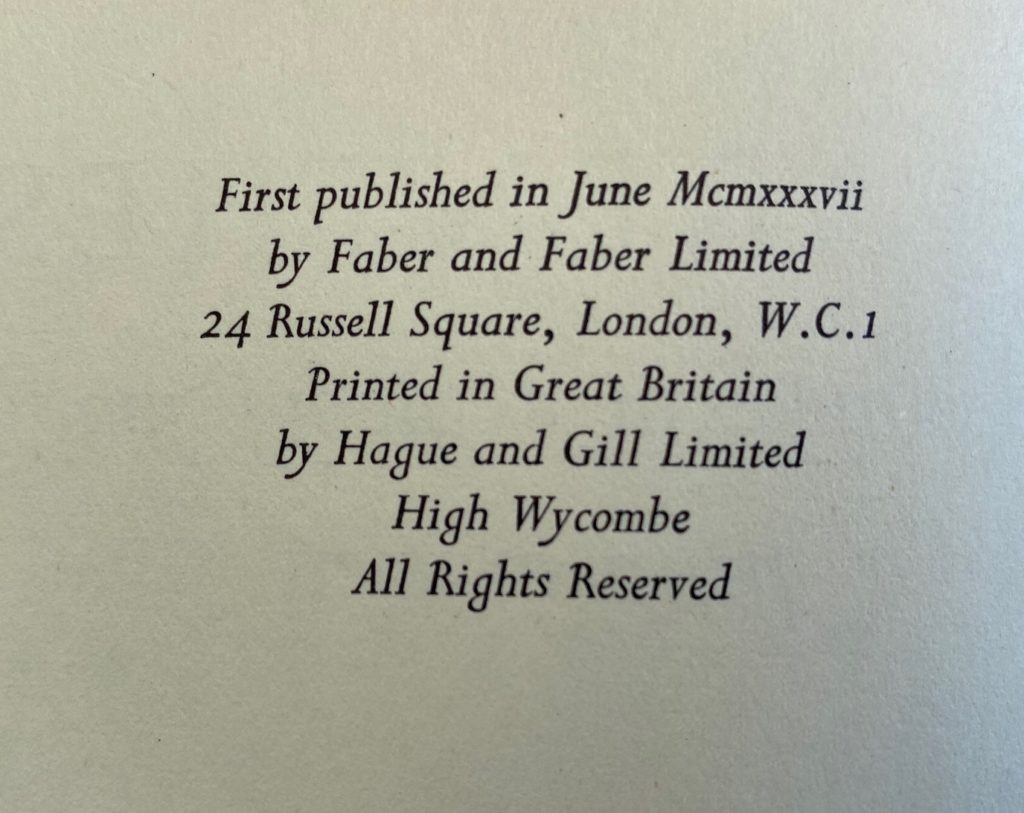 First published in June Mcmxxxvii
by Faber and Faber Limited
24 Russell Square, London, W.C.1
Printed in Great Britain
by Hague and Gill Limited
High Wycombe
All Rights Reserved